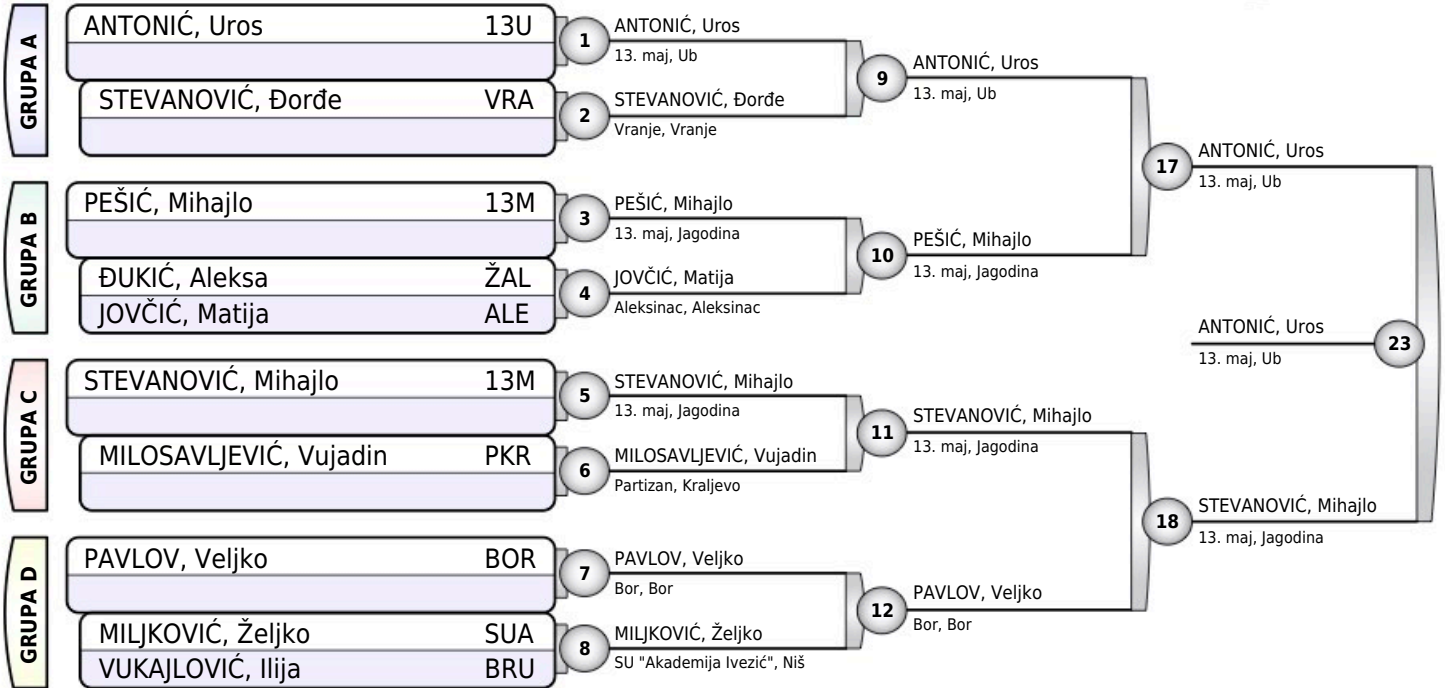 GRUPA A
ANTONIĆ, Uros 13U
STEVANOVIĆ, Đorđe VRA
GRUPA B
PEŠIĆ, Mihajlo 13M
ĐUKIĆ, Aleksa ŽAL
JOVČIĆ, Matija ALE
GRUPA C
STEVANOVIĆ, Mihajlo 13M
MILOSAVLJEVIĆ, Vujadin PKR
GRUPA D
PAVLOV, Veljko BOR
MILJKOVIĆ, Željko SUA
VUKAJLOVIĆ, Ilija BRU
1
ANTONIĆ, Uros
13. maj, Ub
2
STEVANOVIĆ, Đorđe
Vranje, Vranje
3
PEŠIĆ, Mihajlo
13. maj, Jagodina
4
JOVČIĆ, Matija
Aleksinac, Aleksinac
5
STEVANOVIĆ, Mihajlo
13. maj, Jagodina
6
MILOSAVLJEVIĆ, Vujadin
Partizan, Kraljevo
7
PAVLOV, Veljko
Bor, Bor
8
MILJKOVIĆ, Željko
SU "Akademija Ivezić", Niš
9
ANTONIĆ, Uros
13. maj, Ub
10
PEŠIĆ, Mihajlo
13. maj, Jagodina
11
STEVANOVIĆ, Mihajlo
13. maj, Jagodina
12
PAVLOV, Veljko
Bor, Bor
17
ANTONIĆ, Uros
13. maj, Ub
18
STEVANOVIĆ, Mihajlo
13. maj, Jagodina
ANTONIĆ, Uros
13. maj, Ub
23